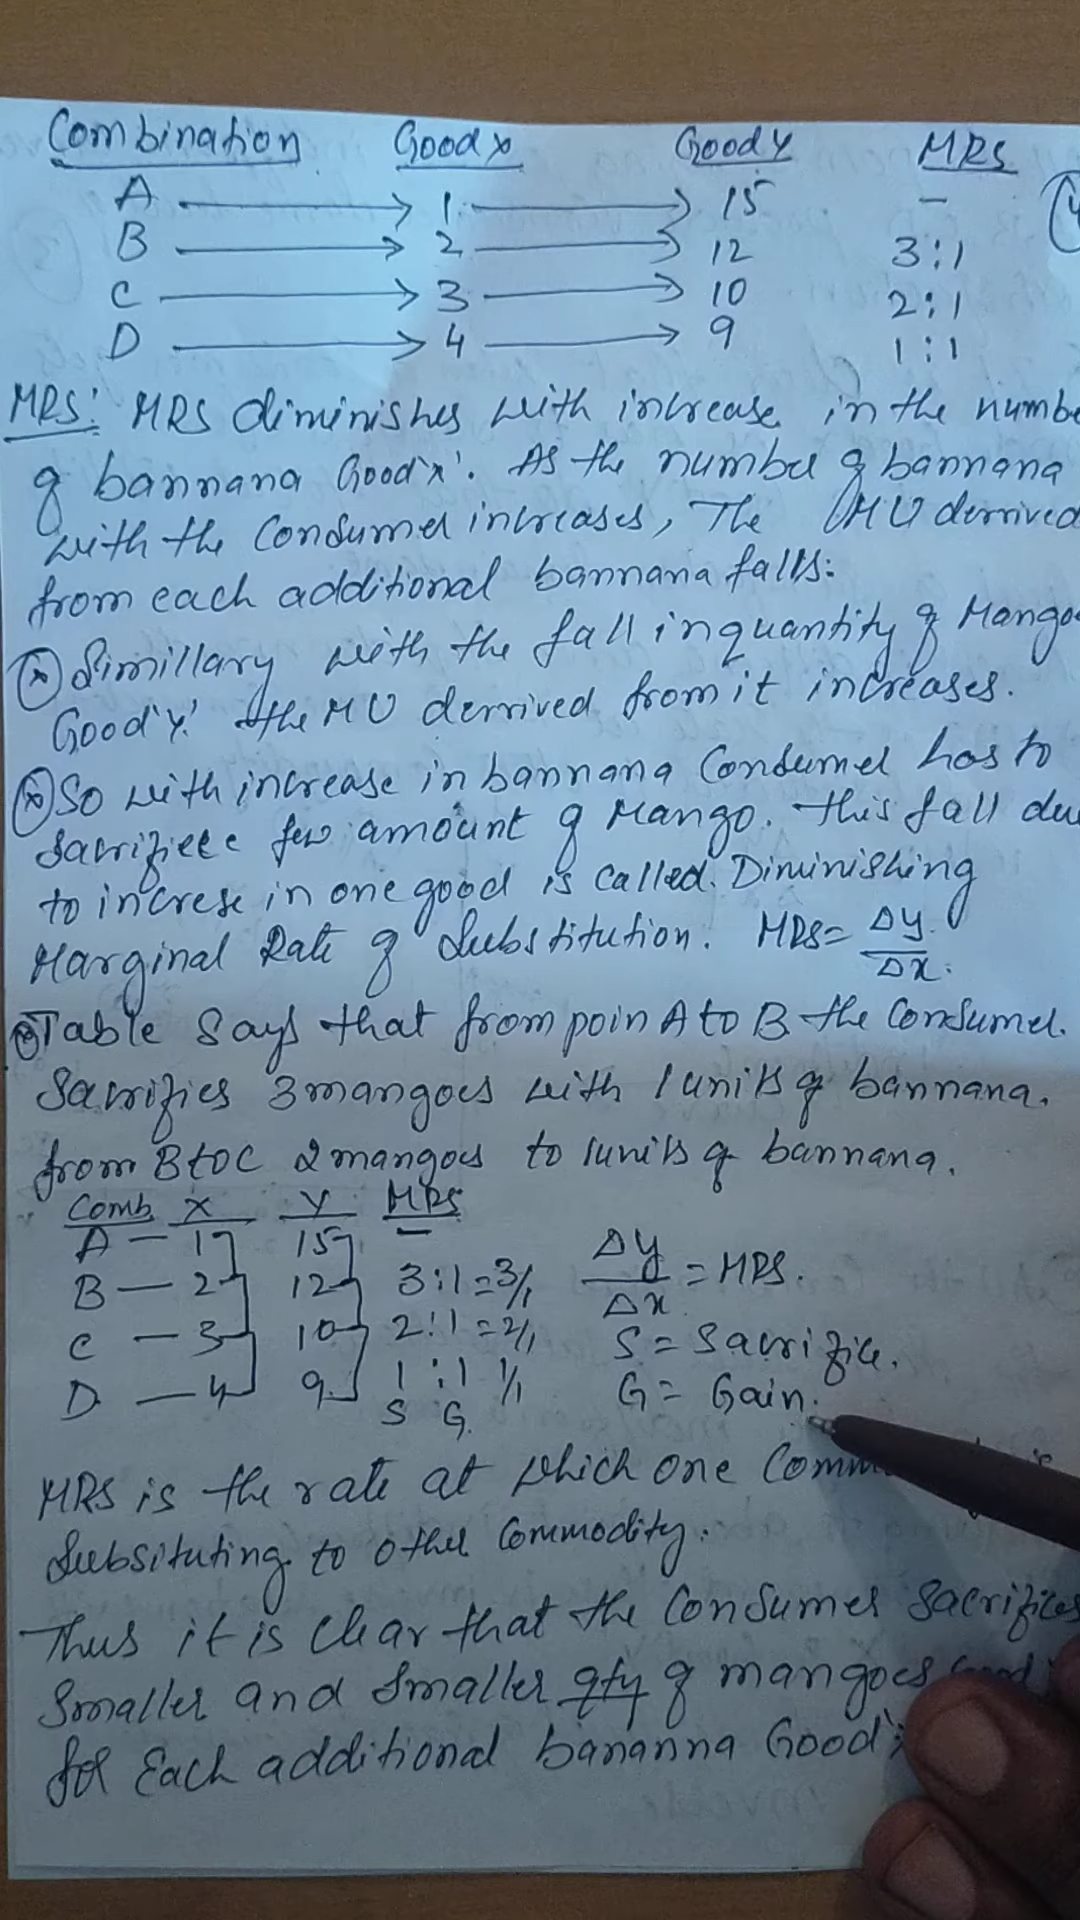 Combination Good x Good y MRS
A → 1 → 15 –
B → 2 → 12 3:1
C → 3 → 10 2:1
D → 4 → 9 1:1
MRS: MRS diminishes with increase in the numbe
of bannana Good 'x'. As the number of bannana
with the Consumer increases, The MU derrived
from each additional bannana falls:
Simillary with the fall in quantity of Mango
Good 'y' the MU derrived from it increases.
So with increase in bannana Consumer has to
Sacrifiece few amount of Mango. This fall du
to increse in one good is called. Diminishing
Marginal Rate of Substitution. MRS = Δy/Δx.
Table Says that from poin A to B the Consumer.
Sacrifies 3 mangoes with 1 units of bannana.
from B to C 2 mangoes to 1 units of bannana.
Comb X Y MRS
A – 1 15 –
B – 2 12 3:1 = 3/1 Δy/Δx = MRS.
C – 3 10 2:1 = 2/1 S = Sacrifice.
D – 4 9 1:1 1/1 G = Gain.
S G.
MRS is the rate at which one
Subsituting to other Commodity.
Thus it is clear that the Consumer Sacrifices
Smaller and Smaller qty of mangoes
for Each additional bananna Good